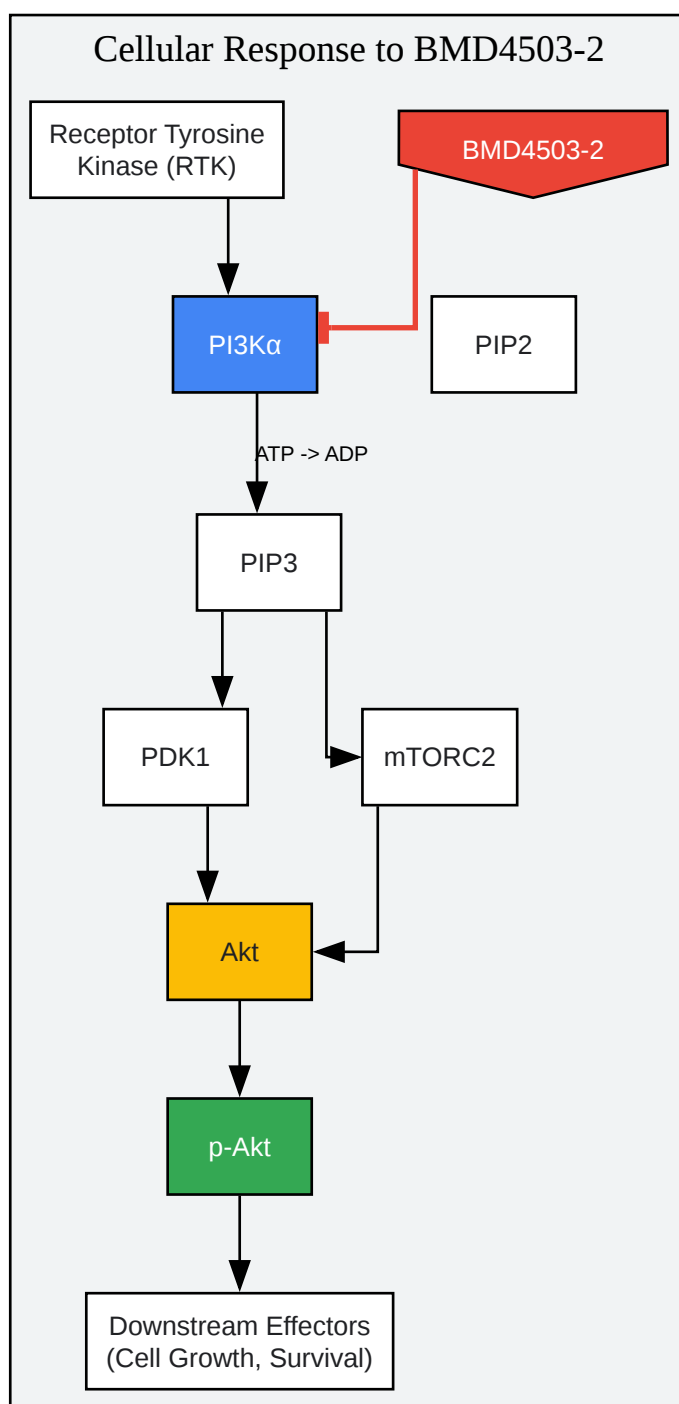 Cellular Response to BMD4503-2
Receptor Tyrosine
Kinase (RTK)
BMD4503-2
PI3Kα
PIP2
ATP -> ADP
PIP3
PDK1
mTORC2
Akt
p-Akt
Downstream Effectors
(Cell Growth, Survival)